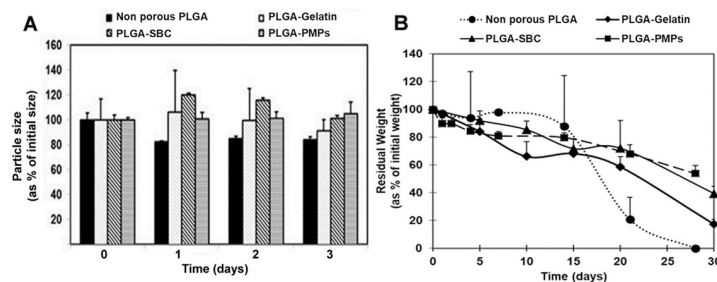 A
Non porous PLGA
PLGA-Gelatin
PLGA-SBC
PLGA-PMPs
Particle size
(as % of initial size)
160
140
120
100
80
60
40
20
0
1
2
3
Time (days)
B
Non porous PLGA
PLGA-Gelatin
PLGA-SBC
PLGA-PMPs
Residual Weight
(as % of initial weight)
140
120
100
80
60
40
20
0
0
5
10
15
20
25
30
Time (days)